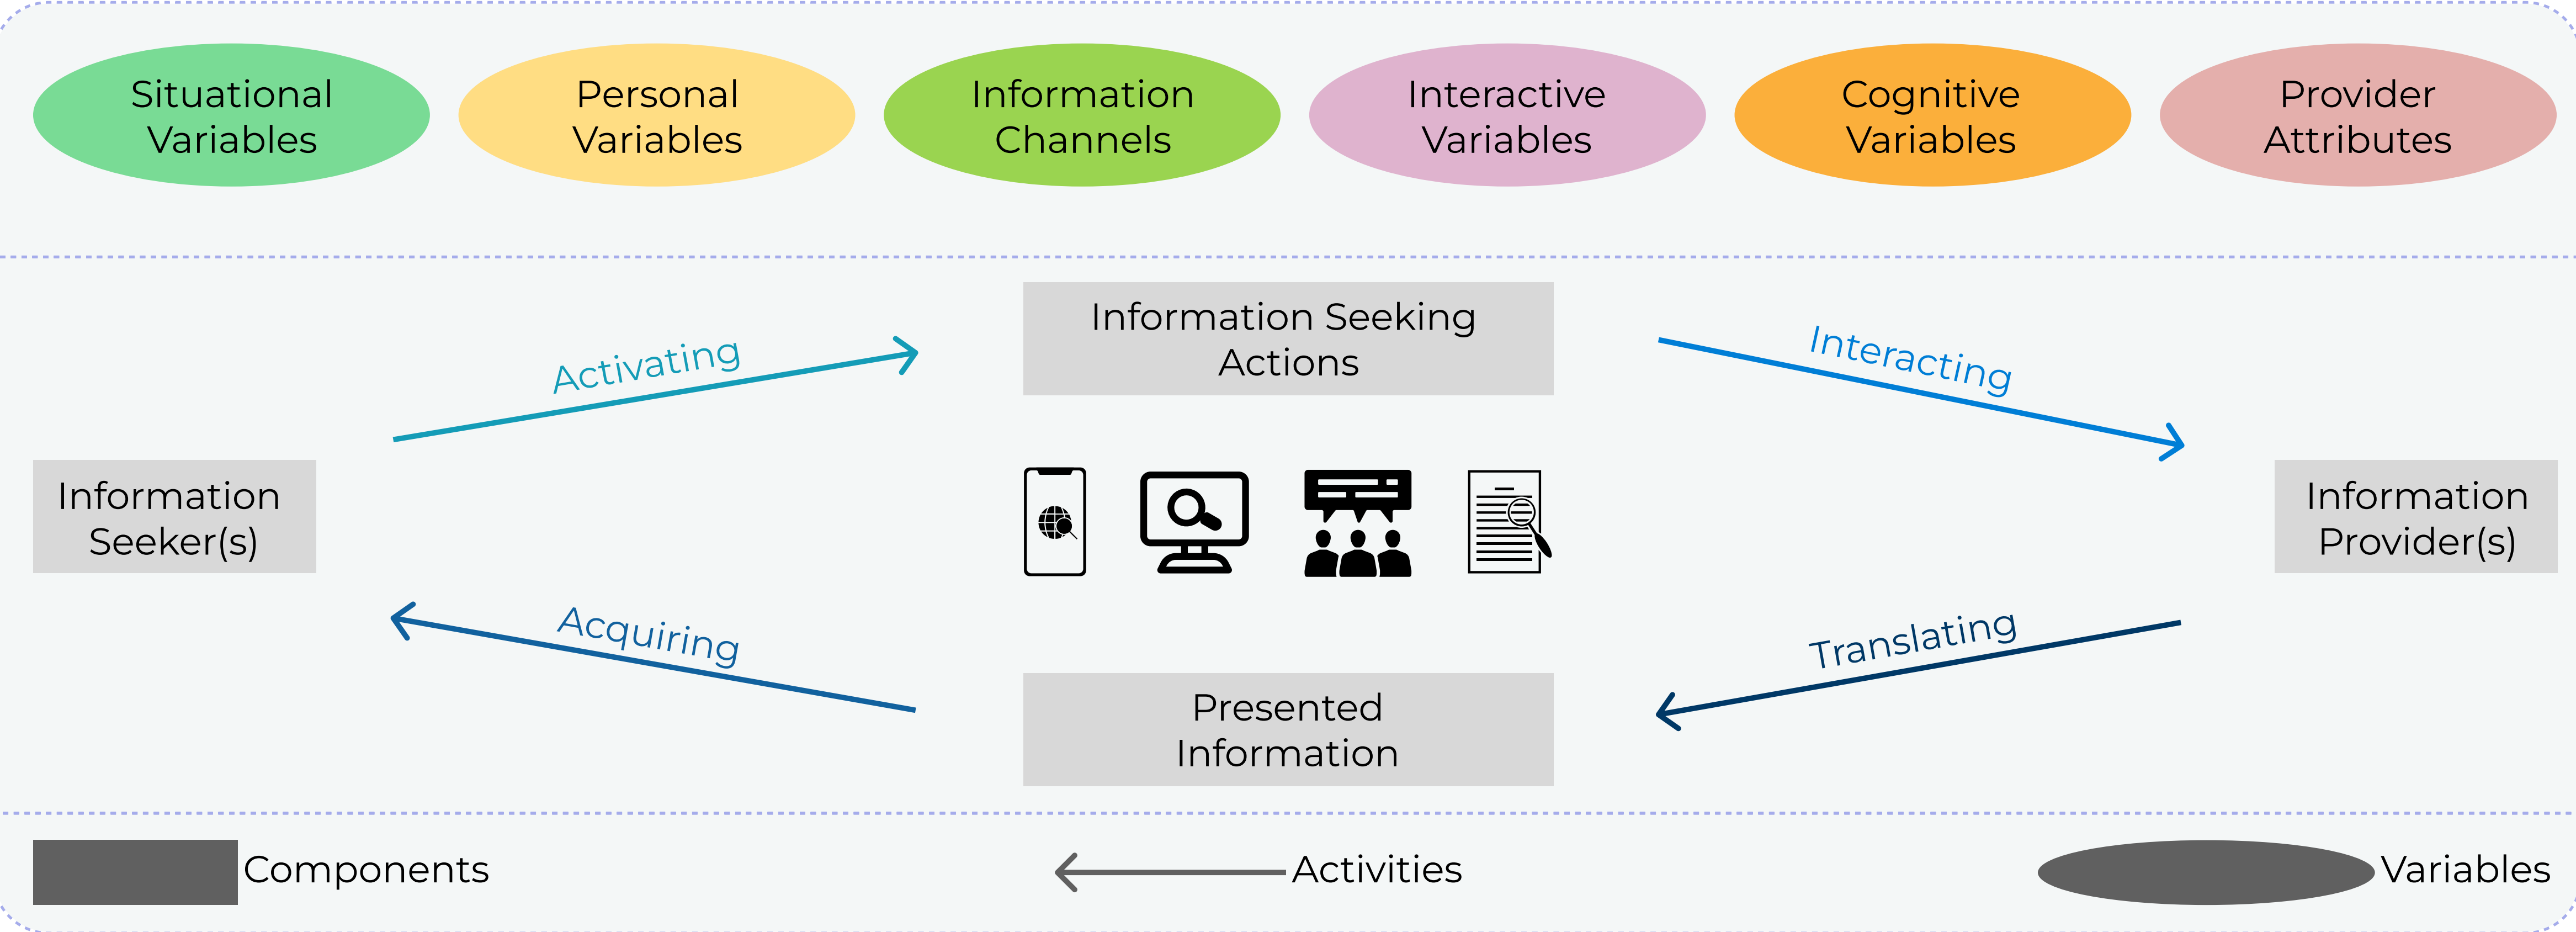 Situational
Variables
Personal
Variables
Information
Channels
Interactive
Variables
Cognitive
Variables
Provider
Attributes
Information Seeking
Actions
Activating
Interacting
Information
Seeker(s)
Information
Provider(s)
Acquiring
Translating
Presented
Information
Components
Activities
Variables